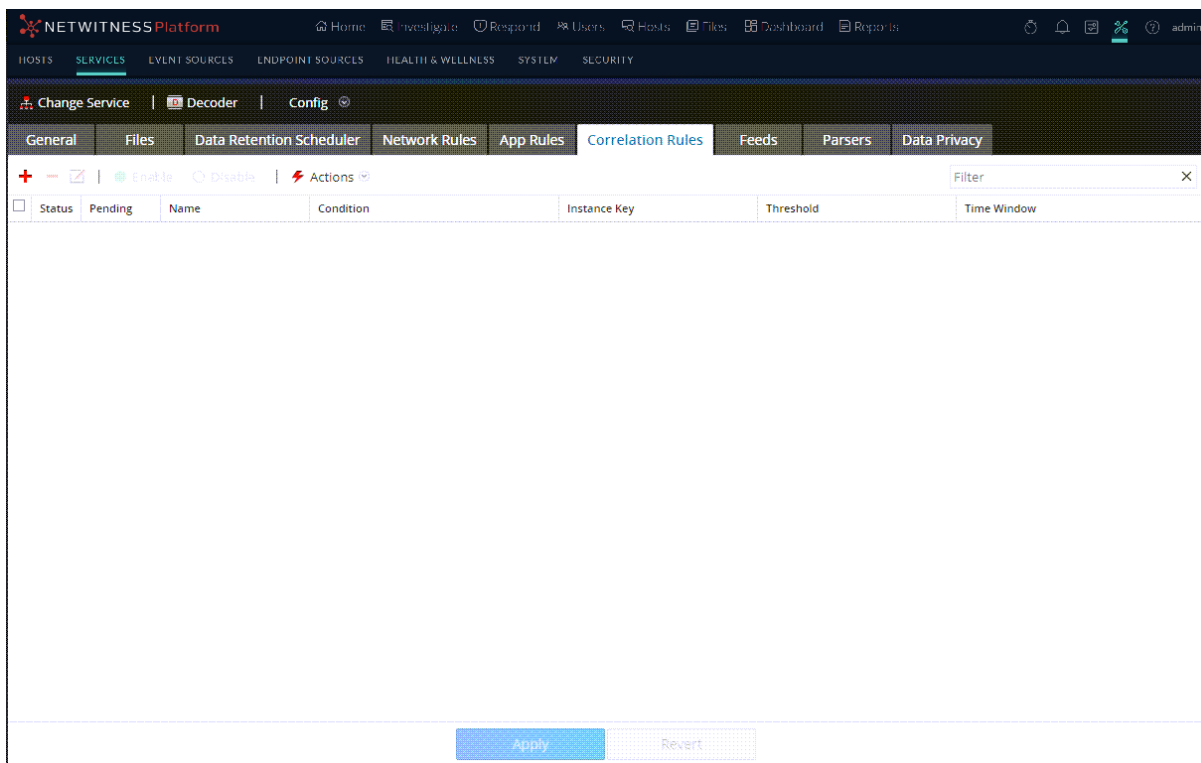 NETWITNESS Platform Home Investigate Respond Users Hosts Files Dashboard Reports admin
HOSTS SERVICES EVENT SOURCES ENDPOINT SOURCES HEALTH & WELLNESS SYSTEM SECURITY
Change Service | Decoder | Config
General Files Data Retention Scheduler Network Rules App Rules Correlation Rules Feeds Parsers Data Privacy
Enable Disable | Actions Filter
Status Pending Name Condition Instance Key Threshold Time Window
Apply Revert